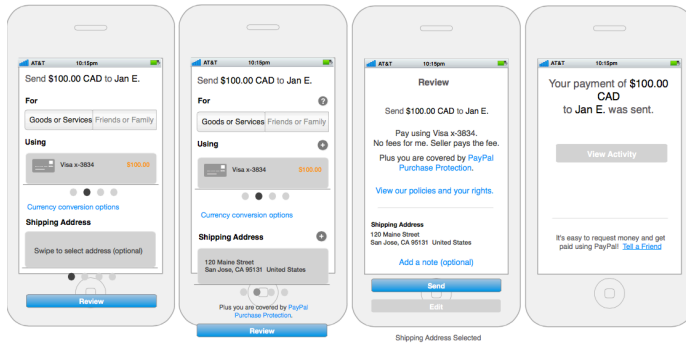 AT&T 10:15pm
Send $100.00 CAD to Jan E.
For
Goods or Services Friends or Family
Using
Visa x-3834 $100.00
Currency conversion options
Shipping Address
Swipe to select address (optional)
Review
AT&T 10:15pm
Send $100.00 CAD to Jan E.
For ?
Goods or Services Friends or Family
Using +
Visa x-3834 $100.00
Currency conversion options
Shipping Address +
120 Maine Street
San Jose, CA 95131 United States
Plus you are covered by PayPal
Purchase Protection.
Review
AT&T 10:15pm
Review
Send $100.00 CAD to Jan E.
Pay using Visa x-3834.
No fees for me. Seller pays the fee.
Plus you are covered by PayPal
Purchase Protection.
View our policies and your rights.
Shipping Address
120 Maine Street
San Jose, CA 95131 United States
Add a note (optional)
Send
Edit
Shipping Address Selected
AT&T 10:15pm
Your payment of $100.00
CAD
to Jan E. was sent.
View Activity
It's easy to request money and get
paid using PayPal! Tell a Friend